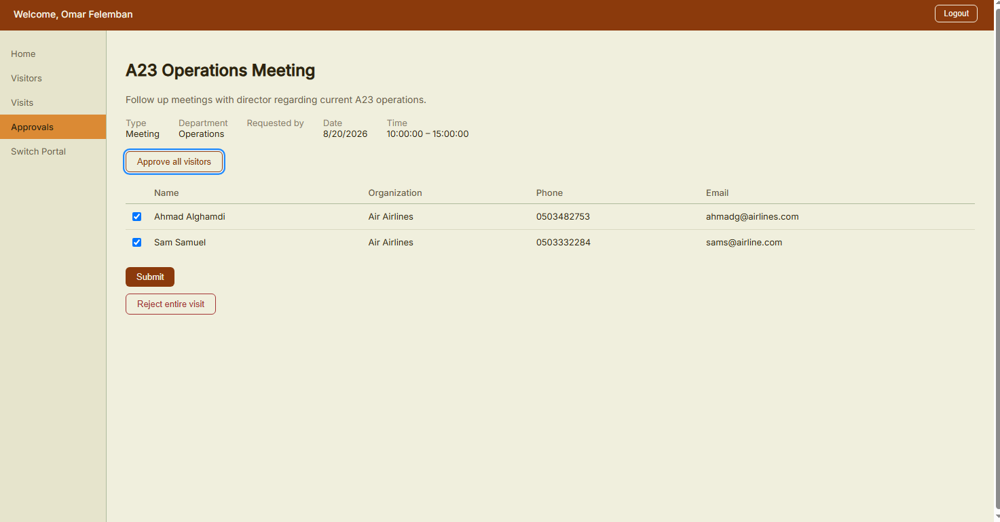 Welcome, Omar Felemban
Logout
Home
Visitors
Visits
Approvals
Switch Portal
A23 Operations Meeting
Follow up meetings with director regarding current A23 operations.
Type Department Requested by Date Time
Meeting Operations 8/20/2026 10:00:00 – 15:00:00
Approve all visitors
Name Organization Phone Email
Ahmad Alghamdi Air Airlines 0503482753 ahmadg@airlines.com
Sam Samuel Air Airlines 0503332284 sams@airline.com
Submit
Reject entire visit